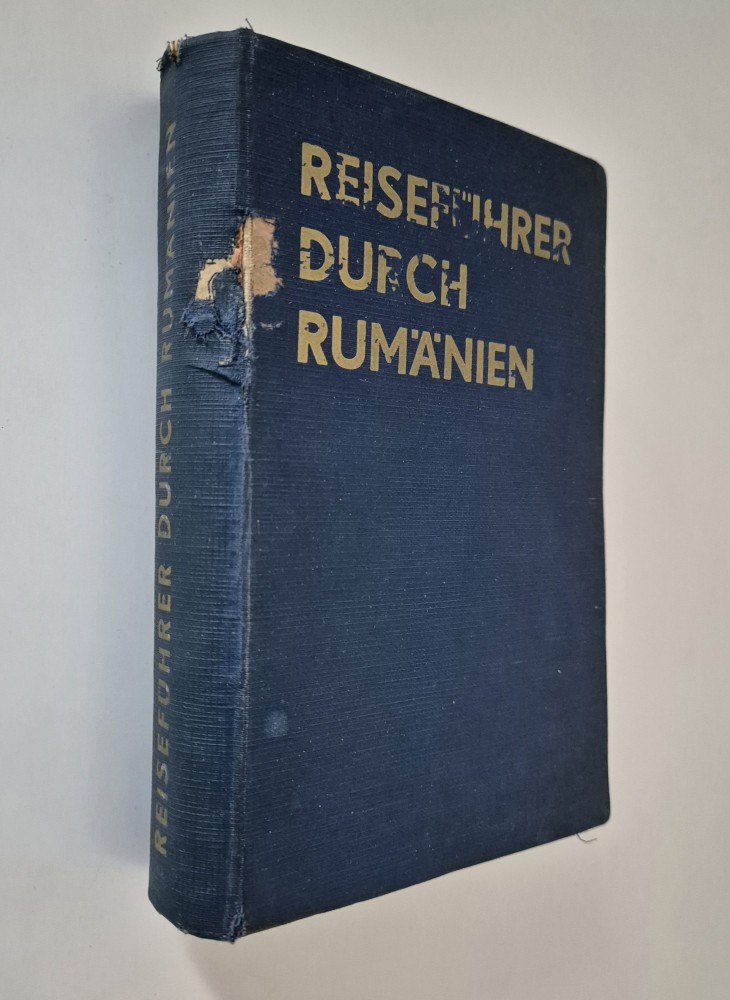 REISEFÜHRER
DURCH
RUMÄNIEN
REISEFÜHRER DURCH RUMÄNIEN